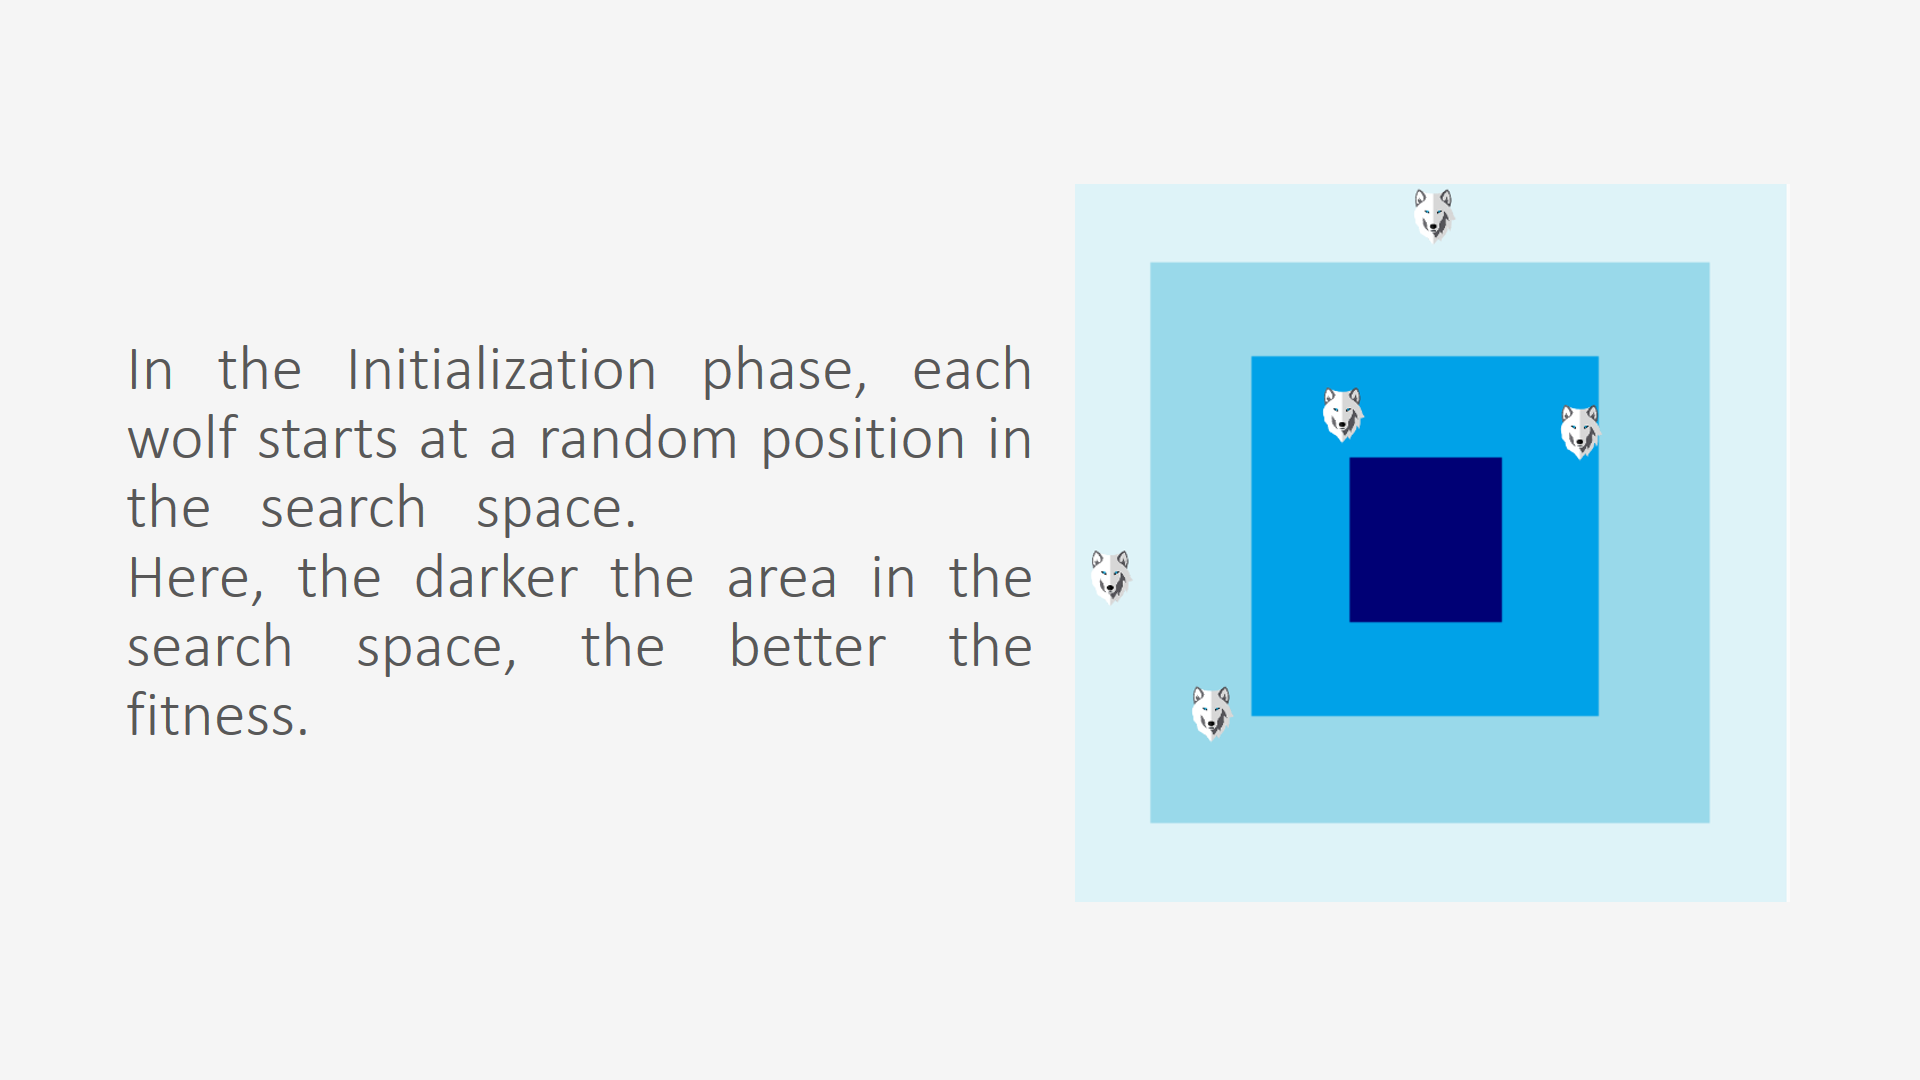 In the Initialization phase, each
wolf starts at a random position in
the search space.
Here, the darker the area in the
search space, the better the
fitness.